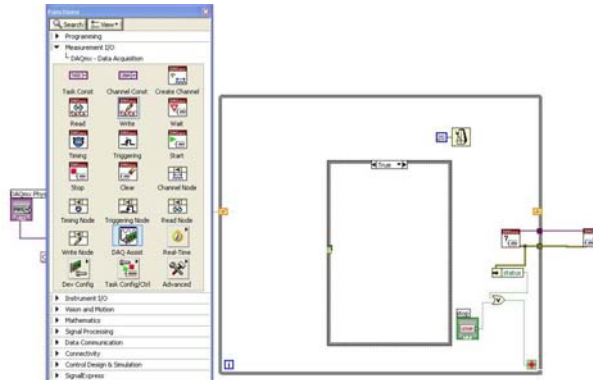 Functions
Search View
Programming
Measurement I/O
DAQmx - Data Acquisition
Task Const Channel Const Create Channel
Read Write Wait
Timing Triggering Start
Stop Clear Channel Node
Timing Node Triggering Node Read Node
Write Node DAQ Assist Real-Time
Dev Config Task Config/Ctrl Advanced
Instrument I/O
Vision and Motion
Mathematics
Signal Processing
Data Communication
Connectivity
Control Design & Simulation
SignalExpress
DAQmx Phys
True
status
stop
i